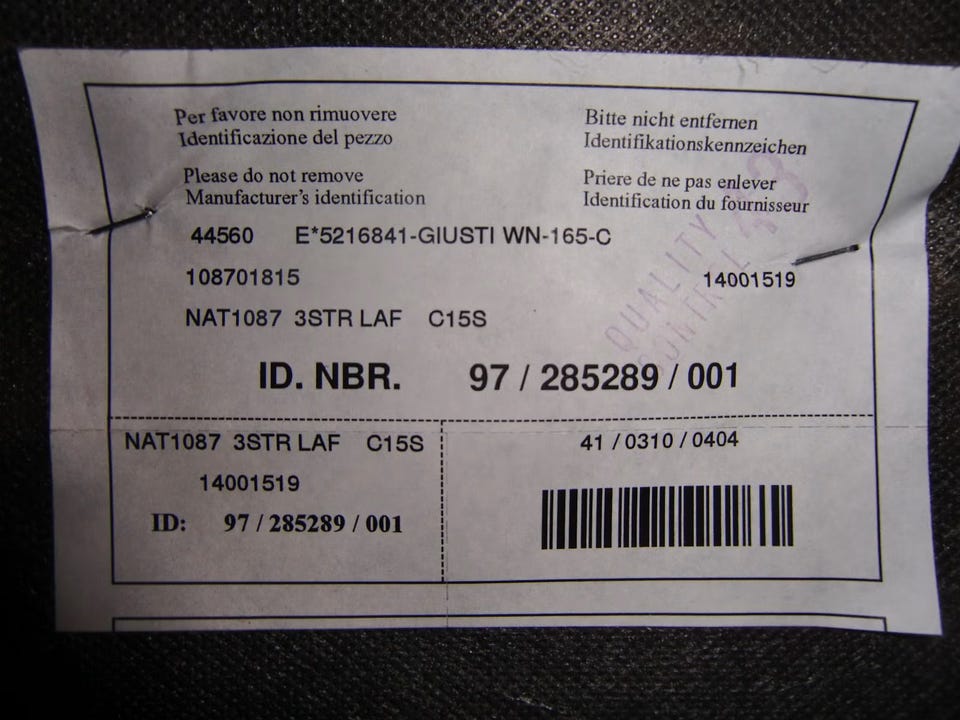 Per favore non rimuovere
Identificazione del pezzo
Bitte nicht entfernen
Identifikationskennzeichen
Please do not remove
Manufacturer's identification
Priere de ne pas enlever
Identification du fournisseur
44560 E*5216841-GIUSTI WN-165-C
108701815 14001519
NAT1087 3STR LAF C15S
QUALITY
CONTROL
ID. NBR. 97 / 285289 / 001
NAT1087 3STR LAF C15S
14001519
ID: 97 / 285289 / 001
41 / 0310 / 0404